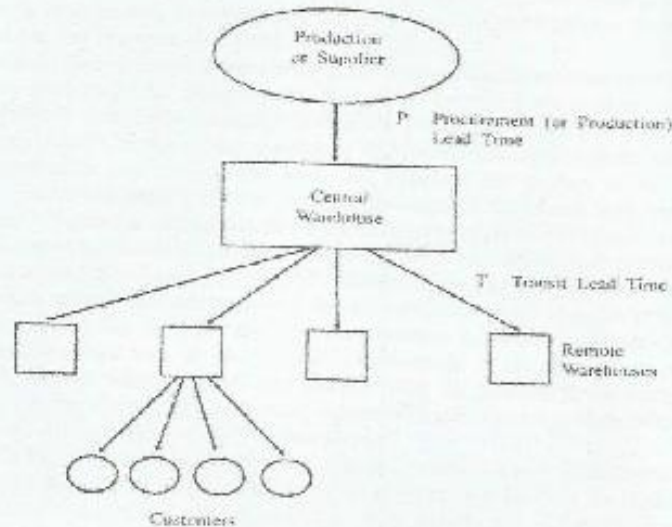 Production
or Supplier
P Procurement (or Production)
Lead Time
Central
Warehouse
T Transit Lead Time
Remote
Warehouses
Customers